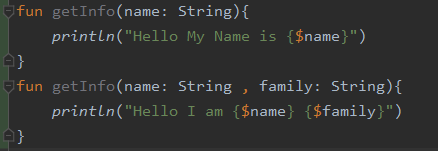 fun getInfo(name: String){
    println("Hello My Name is {$name}")
}
fun getInfo(name: String , family: String){
    println("Hello I am {$name} {$family}")
}